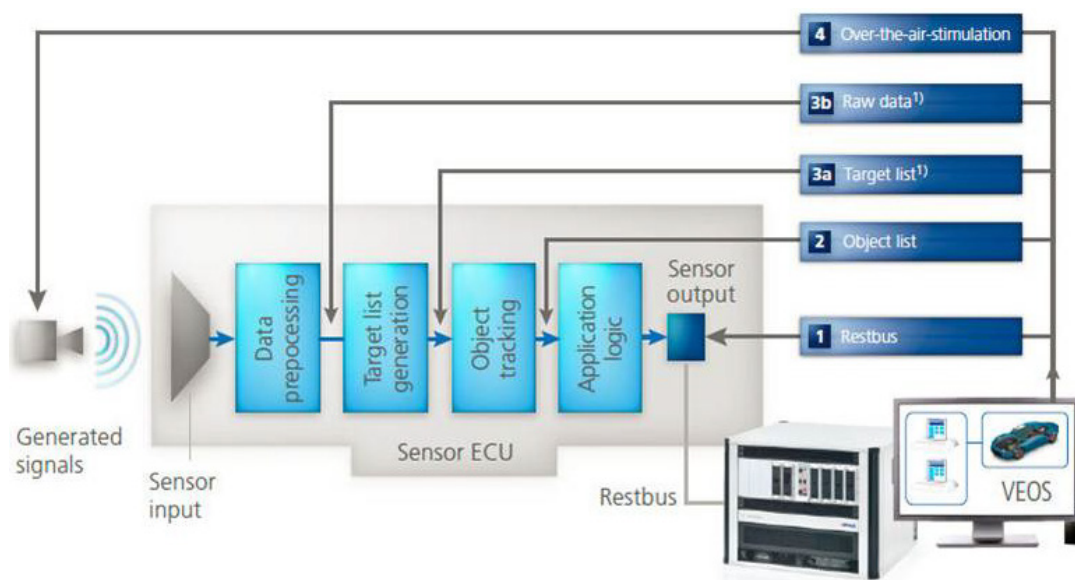 4 Over-the-air-stimulation
3b Raw data1)
3a Target list1)
2 Object list
1 Restbus
Data
prepocessing
Target list
generation
Object
tracking
Application
logic
Sensor
output
Generated
signals
Sensor
input
Sensor ECU
Restbus
VEOS